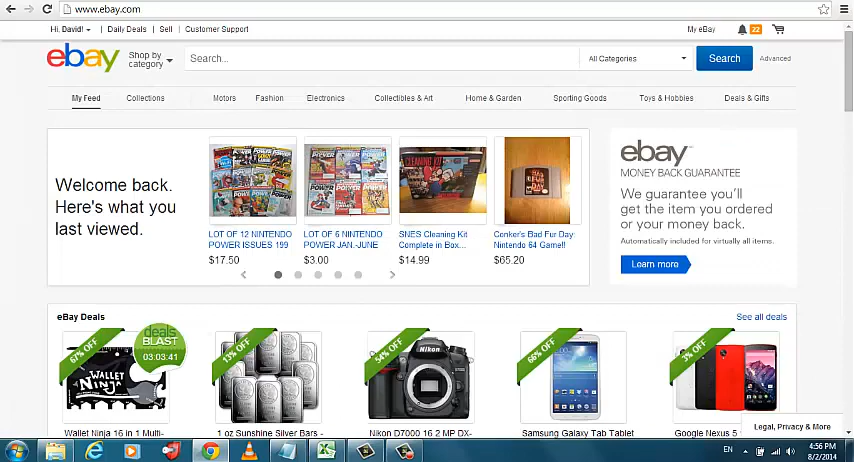 www.ebay.com
Hi, David! Daily Deals Sell Customer Support My eBay 22
ebay Shop by category Search... All Categories Search Advanced
My Feed Collections Motors Fashion Electronics Collectibles & Art Home & Garden Sporting Goods Toys & Hobbies Deals & Gifts
Welcome back.
Here's what you
last viewed.
LOT OF 12 NINTENDO
POWER ISSUES 199
$17.50
LOT OF 6 NINTENDO
POWER JAN.-JUNE
$3.00
SNES Cleaning Kit
Complete in Box...
$14.99
Conker's Bad Fur Day:
Nintendo 64 Game!!
$65.20
ebay™
MONEY BACK GUARANTEE
We guarantee you'll
get the item you ordered
or your money back.
Automatically included for virtually all items.
Learn more
eBay Deals See all deals
67% OFF
deals
BLAST
03:03:41
WALLET
NINJA
Wallet Ninja 16 in 1 Multi-
13% OFF
1 oz Sunshine Silver Bars -
54% OFF
Nikon
Nikon D7000 16.2 MP DX-
66% OFF
Samsung Galaxy Tab Tablet
3% OFF
Google Nexus 5
Legal, Privacy & More
EN 4:56 PM
8/2/2014